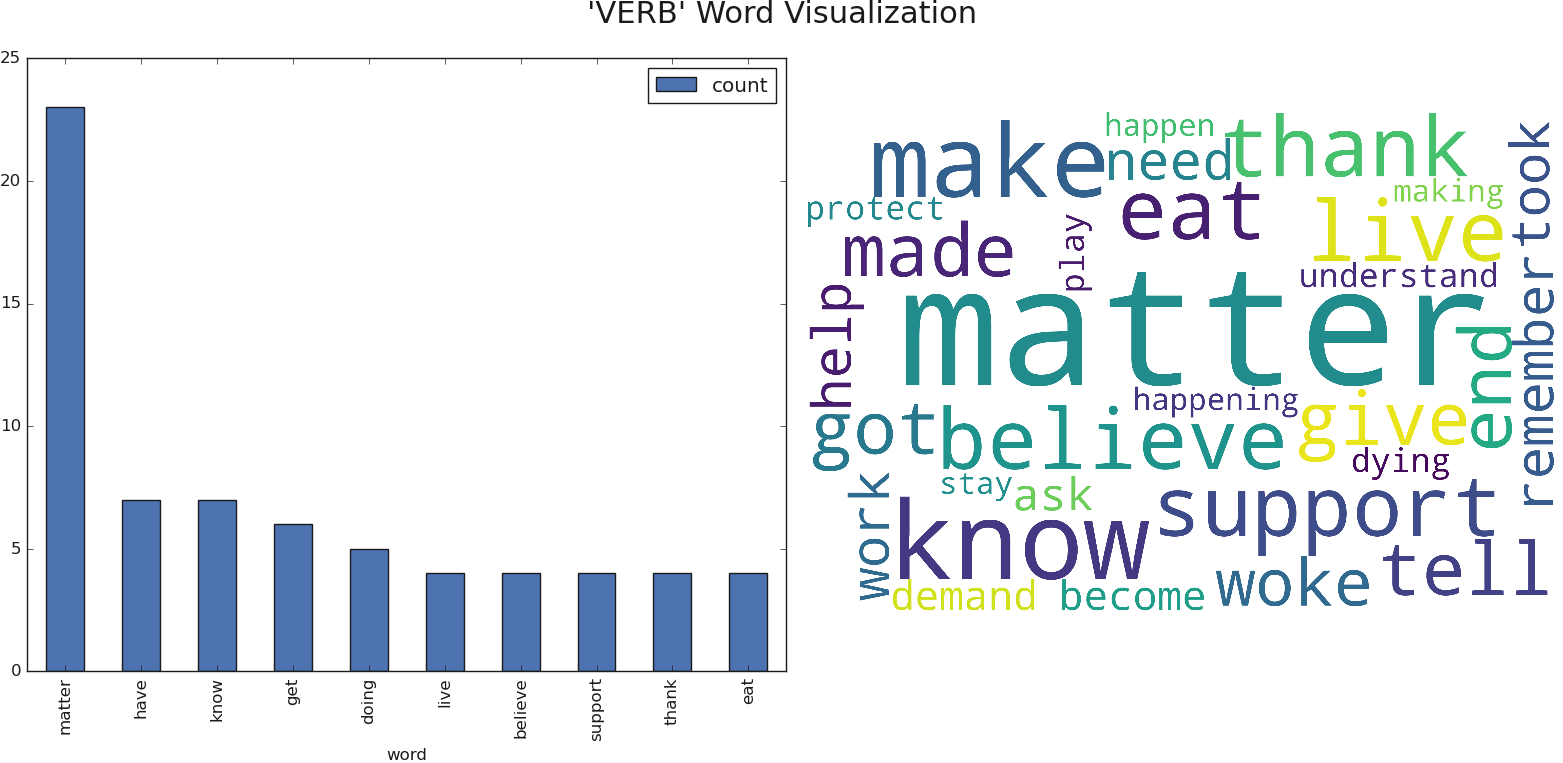 'VERB' Word Visualization
25
20
15
10
5
0
count
matter
have
know
get
doing
live
believe
support
thank
eat
word
make
happen
need
thank
took
protect
made
play
eat
making
live
understand
matter
help
remember
end
happening
got
believe
give
dying
work
stay
ask
know
support
demand
become
woke
tell